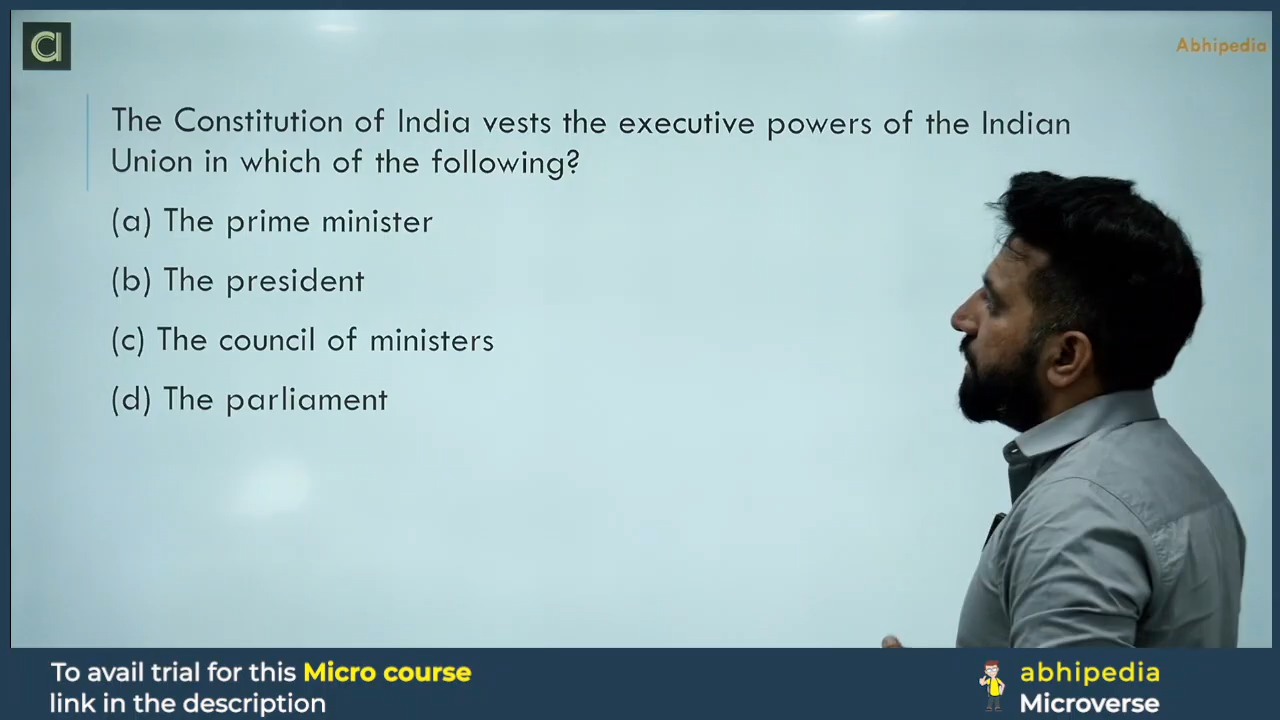 Abhipedia
The Constitution of India vests the executive powers of the Indian
Union in which of the following?
(a) The prime minister
(b) The president
(c) The council of ministers
(d) The parliament
To avail trial for this Micro course
link in the description
abhipedia
Microverse